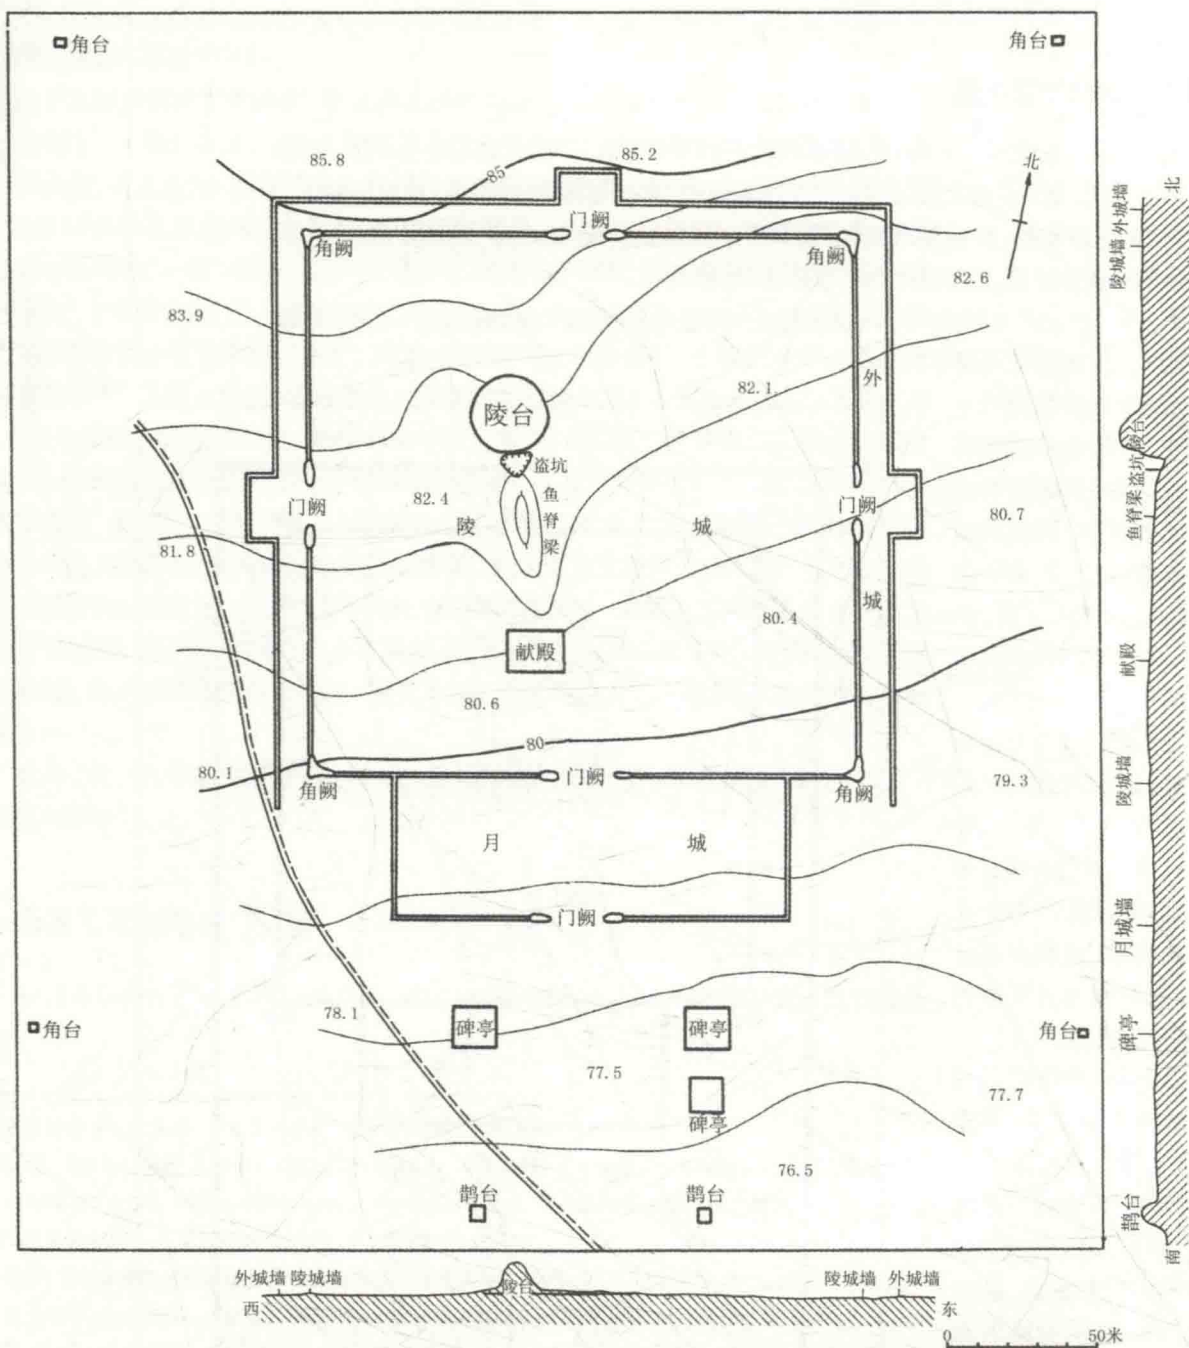 角台
角台
85.8
85
85.2
北
门阙
角阙
角阙
82.6
83.9
82.1
外
陵台
盗坑
82.4
鱼
门阙
陵
脊
城
门阙
80.7
梁
81.8
城
80.4
献殿
80.6
80
80.1
角阙
门阙
角阙
79.3
月
城
门阙
78.1
角台
碑亭
碑亭
角台
77.5
77.7
碑亭
76.5
鹊台
鹊台
北
外城墙
陵城墙
陵台
盗坑
鱼脊梁
献殿
陵城墙
月城墙
碑亭
鹊台
南
外城墙 陵城墙
陵台
陵城墙 外城墙
西
东
0 50米